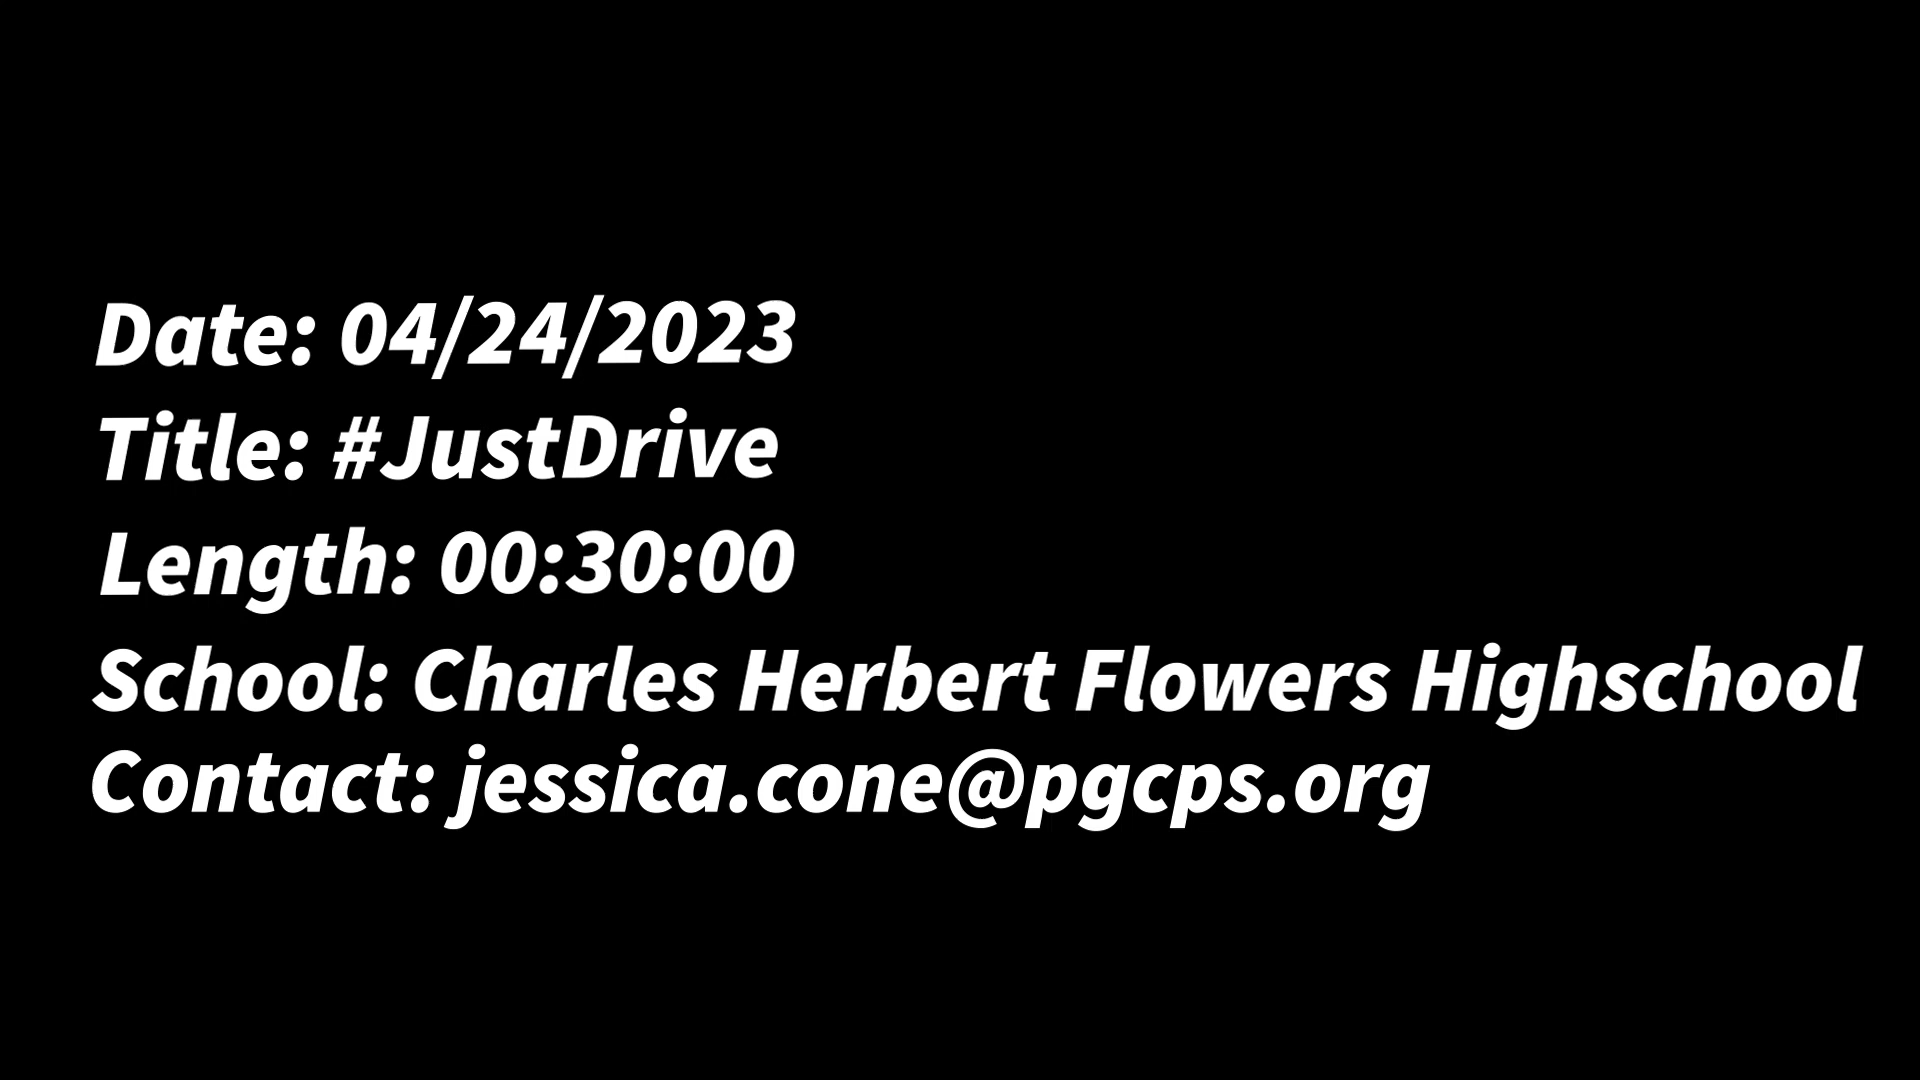 Date: 04/24/2023
Title: #JustDrive
Length: 00:30:00
School: Charles Herbert Flowers Highschool
Contact: jessica.cone@pgcps.org